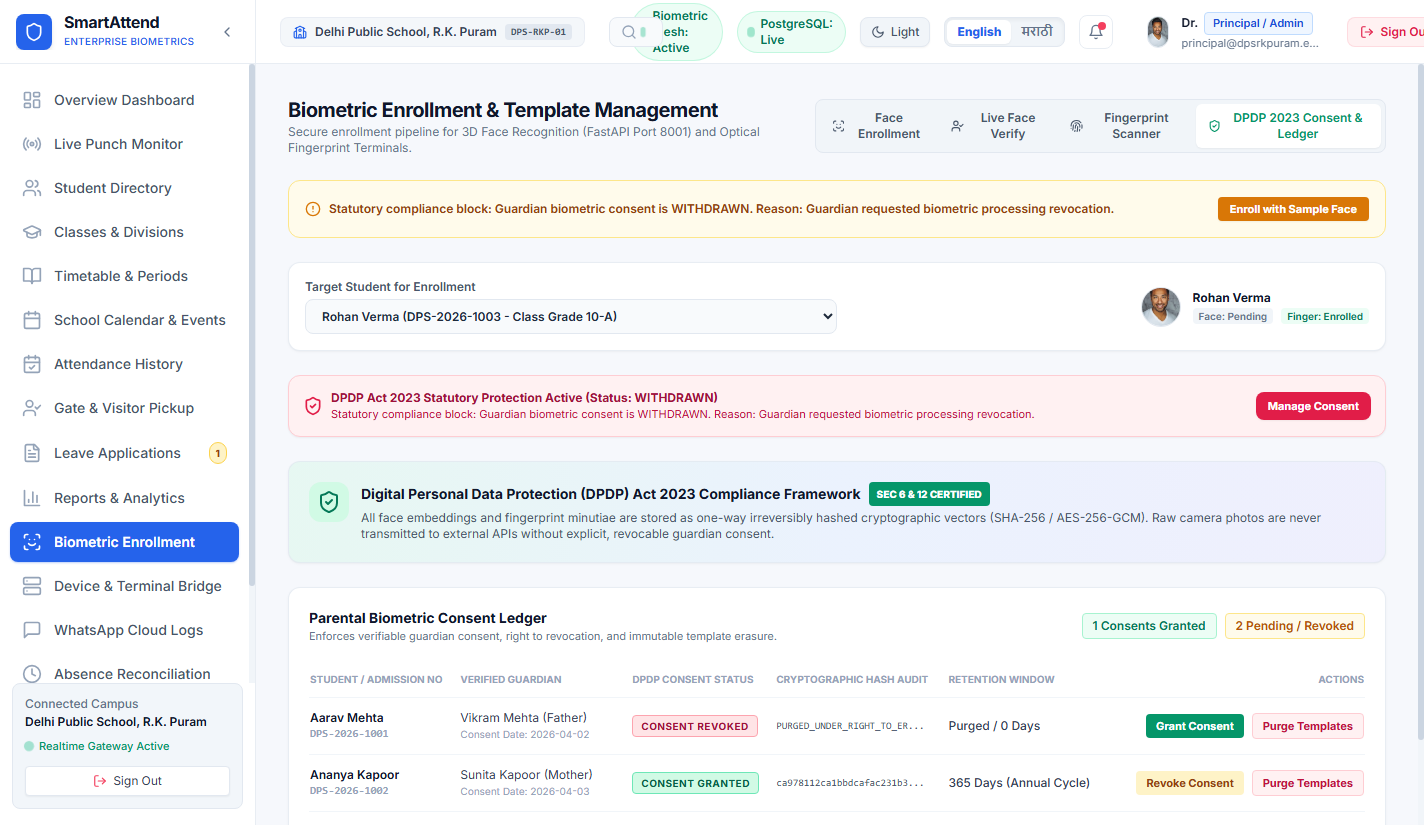 SmartAttend
ENTERPRISE BIOMETRICS
Delhi Public School, R.K. Puram DPS-RKP-01
Biometric
esh:
Active
PostgreSQL:
Live
Light
English
मराठी
Dr. Principal / Admin
principal@dpsrkpuram.e...
Sign Ou
Overview Dashboard
Live Punch Monitor
Student Directory
Classes & Divisions
Timetable & Periods
School Calendar & Events
Attendance History
Gate & Visitor Pickup
Leave Applications 1
Reports & Analytics
Biometric Enrollment
Device & Terminal Bridge
WhatsApp Cloud Logs
Absence Reconciliation
Connected Campus
Delhi Public School, R.K. Puram
Realtime Gateway Active
Sign Out
Biometric Enrollment & Template Management
Secure enrollment pipeline for 3D Face Recognition (FastAPI Port 8001) and Optical
Fingerprint Terminals.
Face
Enrollment
Live Face
Verify
Fingerprint
Scanner
DPDP 2023 Consent &
Ledger
Statutory compliance block: Guardian biometric consent is WITHDRAWN. Reason: Guardian requested biometric processing revocation.
Enroll with Sample Face
Target Student for Enrollment
Rohan Verma (DPS-2026-1003 - Class Grade 10-A)
Rohan Verma
Face: Pending Finger: Enrolled
DPDP Act 2023 Statutory Protection Active (Status: WITHDRAWN)
Statutory compliance block: Guardian biometric consent is WITHDRAWN. Reason: Guardian requested biometric processing revocation.
Manage Consent
Digital Personal Data Protection (DPDP) Act 2023 Compliance Framework SEC 6 & 12 CERTIFIED
All face embeddings and fingerprint minutiae are stored as one-way irreversibly hashed cryptographic vectors (SHA-256 / AES-256-GCM). Raw camera photos are never
transmitted to external APIs without explicit, revocable guardian consent.
Parental Biometric Consent Ledger
Enforces verifiable guardian consent, right to revocation, and immutable template erasure.
1 Consents Granted 2 Pending / Revoked
STUDENT / ADMISSION NO VERIFIED GUARDIAN DPDP CONSENT STATUS CRYPTOGRAPHIC HASH AUDIT RETENTION WINDOW ACTIONS
Aarav Mehta Vikram Mehta (Father) CONSENT REVOKED PURGED_UNDER_RIGHT_TO_ER... Purged / 0 Days Grant Consent Purge Templates
DPS-2026-1001 Consent Date: 2026-04-02
Ananya Kapoor Sunita Kapoor (Mother) CONSENT GRANTED ca978112ca1bbdcafac231b3... 365 Days (Annual Cycle) Revoke Consent Purge Templates
DPS-2026-1002 Consent Date: 2026-04-03